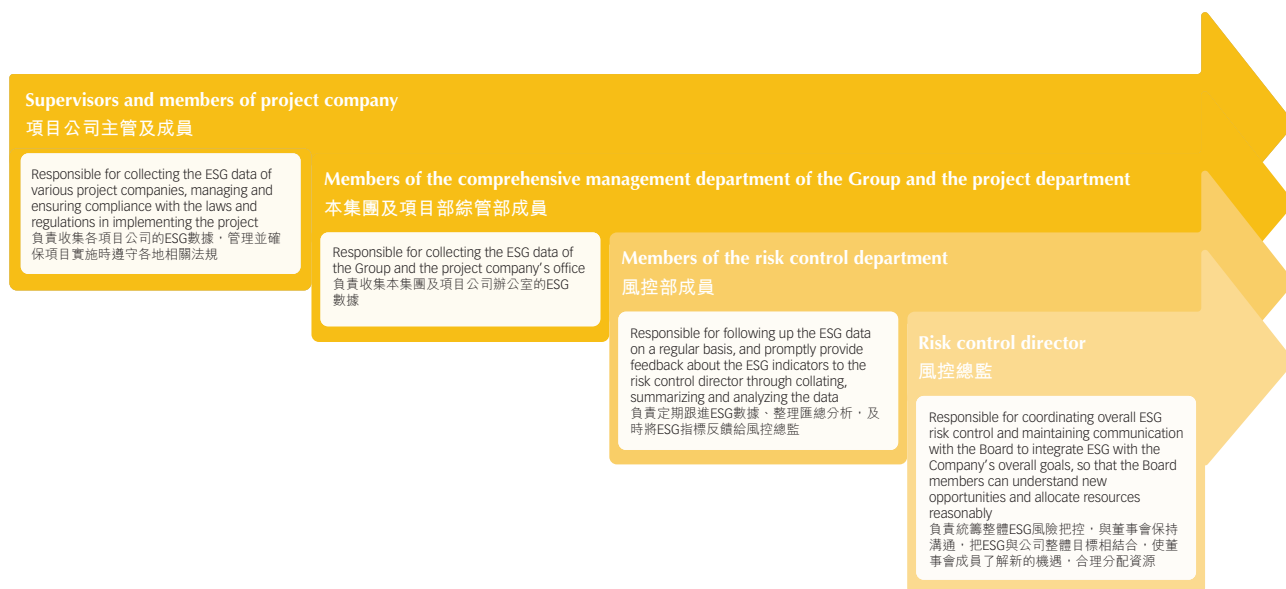 Supervisors and members of project company
項目公司主管及成員
Responsible for collecting the ESG data of
various project companies, managing and
ensuring compliance with the laws and
regulations in implementing the project
負責收集各項目公司的ESG數據，管理並確
保項目實施時遵守各地相關法規
Members of the comprehensive management department of the Group and the project department
本集團及項目部綜管部成員
Responsible for collecting the ESG data of
the Group and the project company's office
負責收集本集團及項目公司辦公室的ESG
數據
Members of the risk control department
風控部成員
Responsible for following up the ESG data
on a regular basis, and promptly provide
feedback about the ESG indicators to the
risk control director through collating,
summarizing and analyzing the data
負責定期跟進ESG數據、整理匯總分析，及
時將ESG指標反饋給風控總監
Risk control director
風控總監
Responsible for coordinating overall ESG
risk control and maintaining communication
with the Board to integrate ESG with the
Company's overall goals, so that the Board
members can understand new
opportunities and allocate resources
reasonably
負責統籌整體ESG風險把控，與董事會保持
溝通，把ESG與公司整體目標相結合，使董
事會成員了解新的機遇，合理分配資源